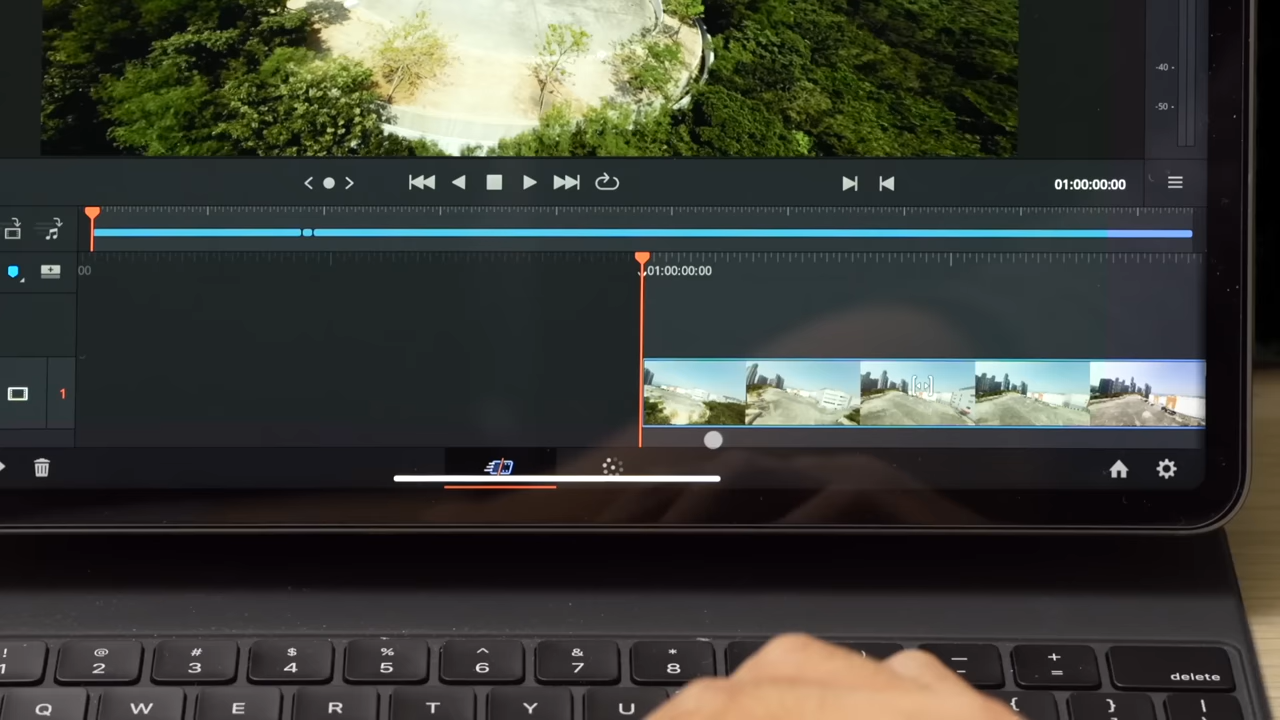 -40
-50
01:00:00:00
00
01:00:00:00
1
! @ # $ % ^ & * ) — +
1 2 3 4 5 6 7 8 =
delete
Q W E R T Y U { } |